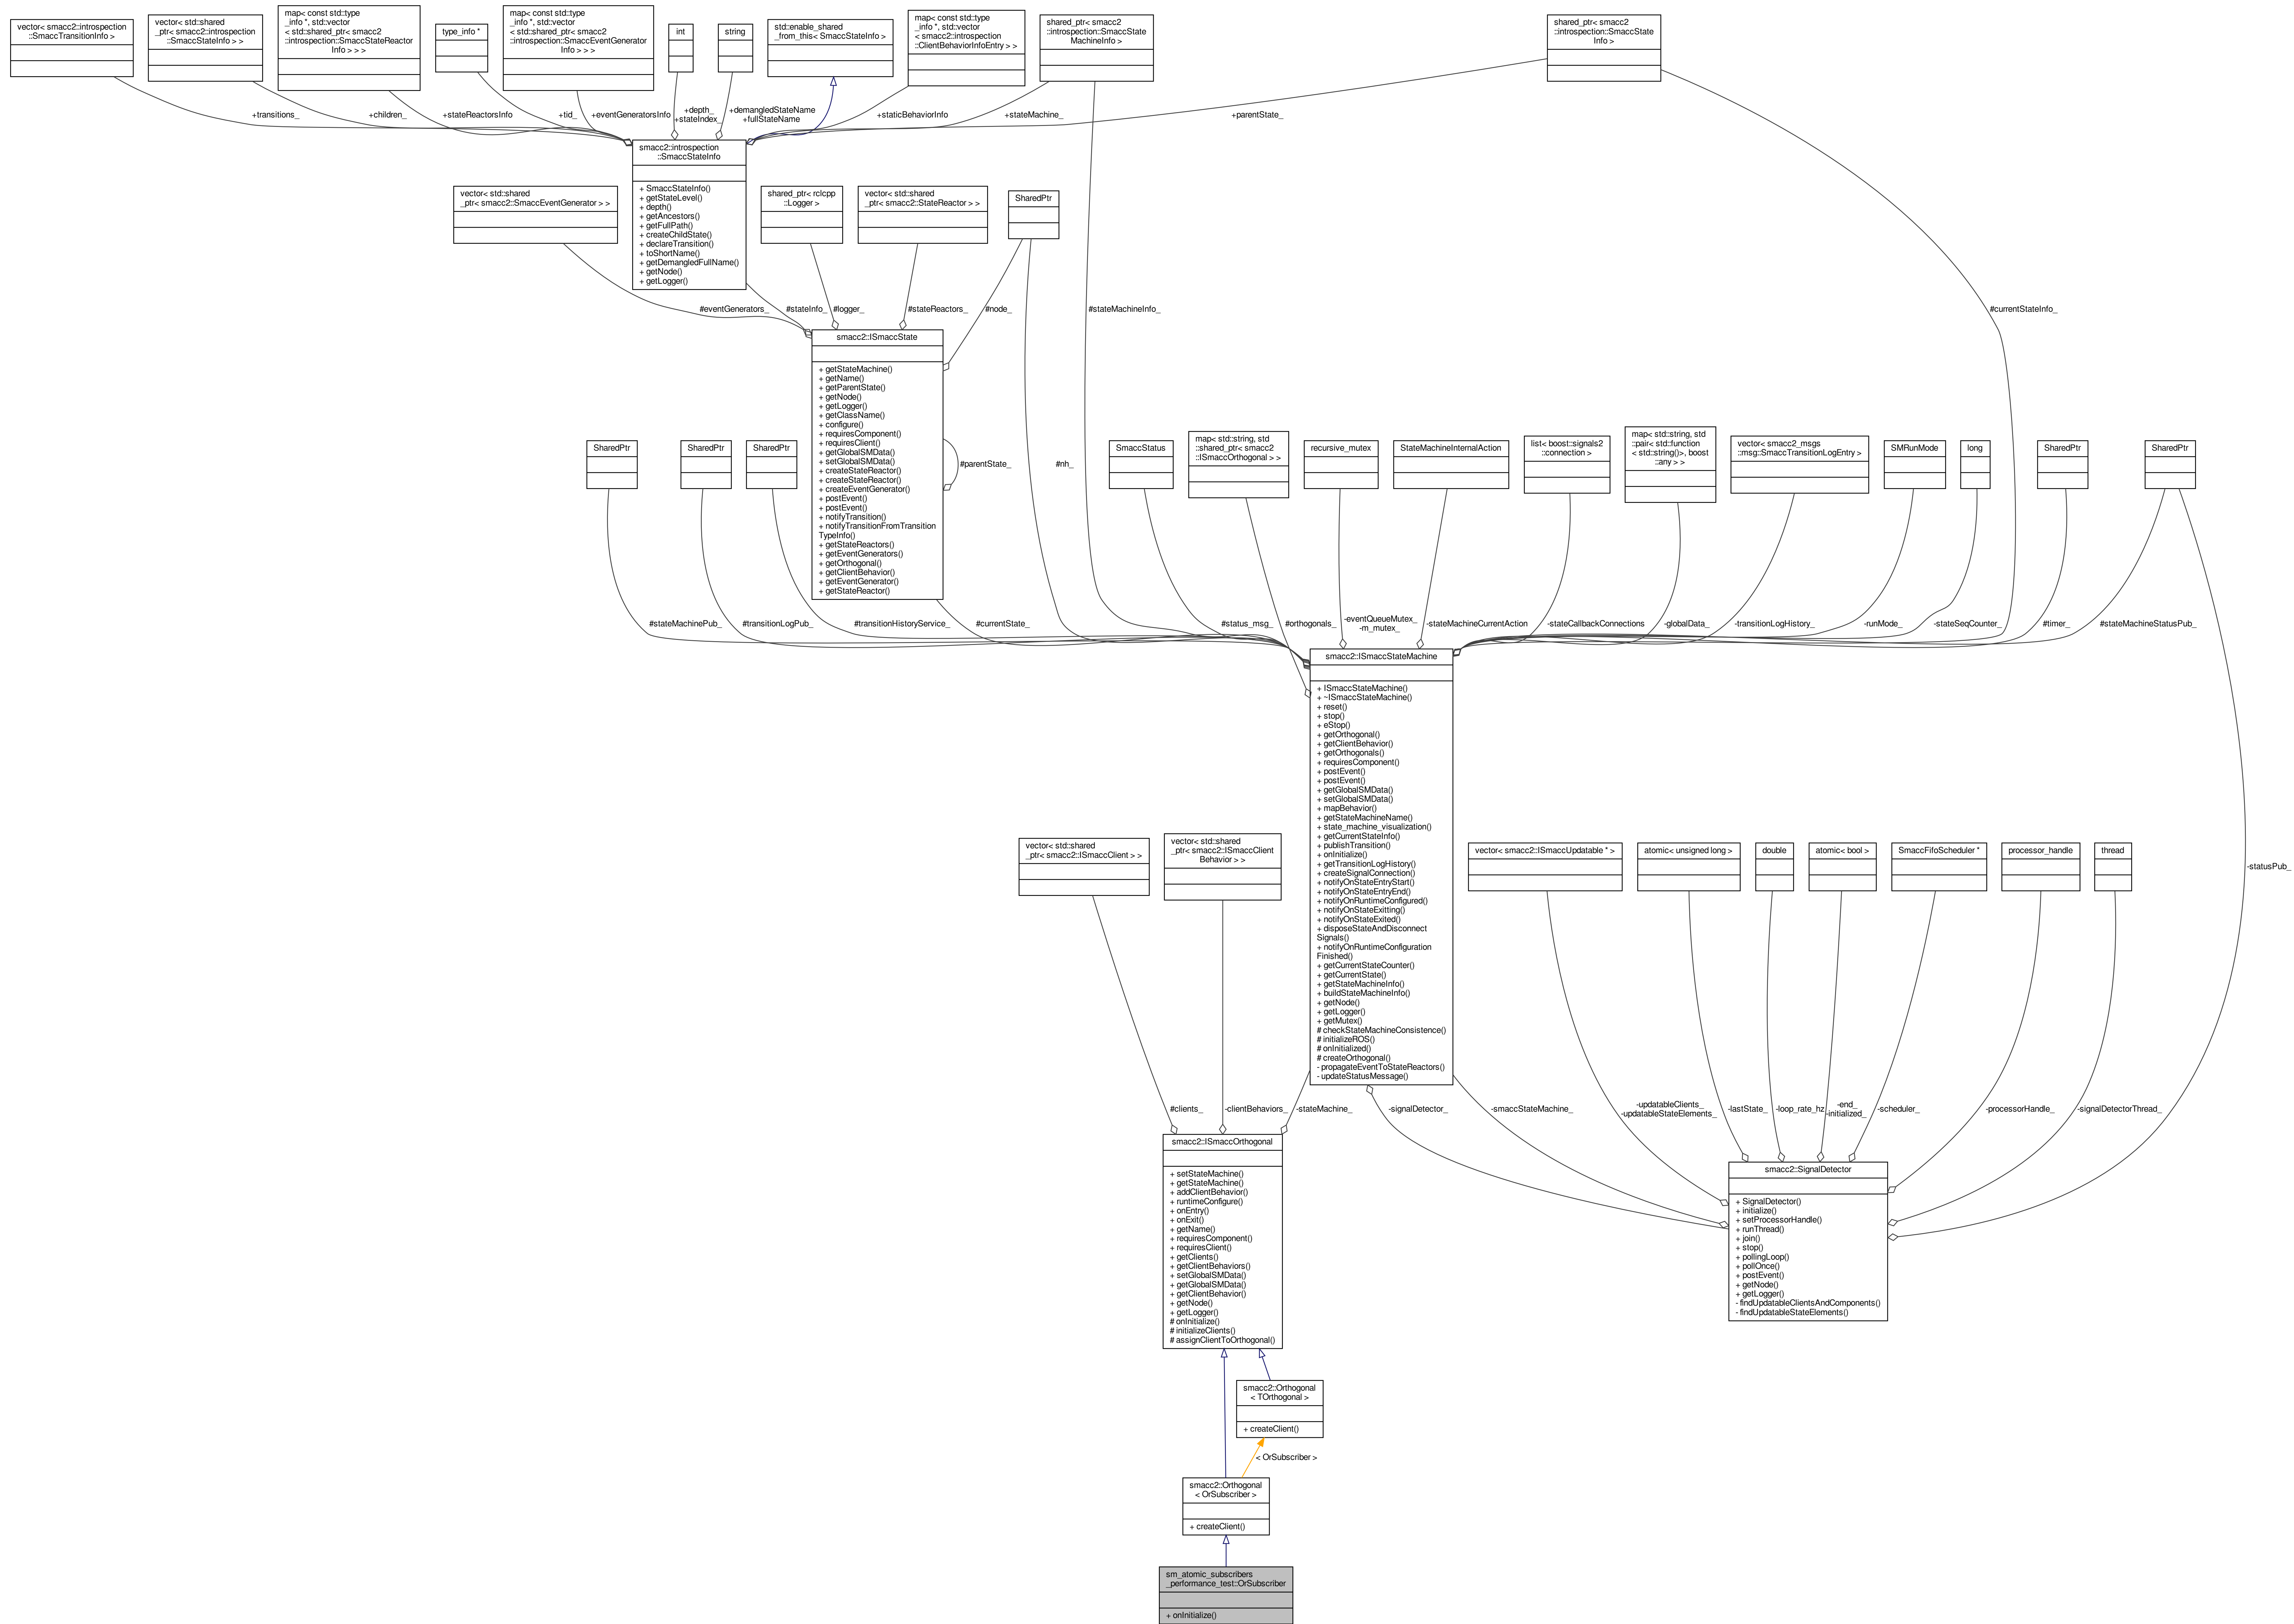 vector< smacc2::introspection
::SmaccTransitionInfo >
vector< std::shared
_ptr< smacc2::introspection
::SmaccStateInfo > >
map< const std::type
_info *, std::vector
< std::shared_ptr< smacc2
::introspection::SmaccStateReactor
Info > > >
type_info *
map< const std::type
_info *, std::vector
< std::shared_ptr< smacc2
::introspection::SmaccEventGenerator
Info > > >
int
string
std::enable_shared
_from_this< SmaccStateInfo >
map< const std::type
_info *, std::vector
< smacc2::introspection
::ClientBehaviorInfoEntry > >
shared_ptr< smacc2
::introspection::SmaccState
MachineInfo >
shared_ptr< smacc2
::introspection::SmaccState
Info >
+transitions_
+children_
+stateReactorsInfo
+tid_
+eventGeneratorsInfo
+depth_
+stateIndex_
+demangledStateName
+fullStateName
+staticBehaviorInfo
+stateMachine_
+parentState_
smacc2::introspection
::SmaccStateInfo
+ SmaccStateInfo()
+ getStateLevel()
+ depth()
+ getAncestors()
+ getFullPath()
+ createChildState()
+ declareTransition()
+ toShortName()
+ getDemangledFullName()
+ getNode()
+ getLogger()
vector< std::shared
_ptr< smacc2::SmaccEventGenerator > >
shared_ptr< rclcpp
::Logger >
vector< std::shared
_ptr< smacc2::StateReactor > >
SharedPtr
#eventGenerators_
#stateInfo_
#logger_
#stateReactors_
#node_
#stateMachineInfo_
#currentStateInfo_
smacc2::ISmaccState
+ getStateMachine()
+ getName()
+ getParentState()
+ getNode()
+ getLogger()
+ getClassName()
+ configure()
+ requiresComponent()
+ requiresClient()
+ getGlobalSMData()
+ setGlobalSMData()
+ createStateReactor()
+ createStateReactor()
+ createEventGenerator()
+ postEvent()
+ postEvent()
+ notifyTransition()
+ notifyTransitionFromTransition
TypeInfo()
+ getStateReactors()
+ getEventGenerators()
+ getOrthogonal()
+ getClientBehavior()
+ getEventGenerator()
+ getStateReactor()
#parentState_
#nh_
SharedPtr
SharedPtr
SharedPtr
SmaccStatus
map< std::string, std
::shared_ptr< smacc2
::ISmaccOrthogonal > >
recursive_mutex
StateMachineInternalAction
list< boost::signals2
::connection >
map< std::string, std
::pair< std::function
< std::string()>, boost
::any > >
vector< smacc2_msgs
::msg::SmaccTransitionLogEntry >
SMRunMode
long
SharedPtr
SharedPtr
#stateMachinePub_
#transitionLogPub_
#transitionHistoryService_
#currentState_
#status_msg_
#orthogonals_
-eventQueueMutex_
-m_mutex_
-stateMachineCurrentAction
-stateCallbackConnections
-globalData_
-transitionLogHistory_
-runMode_
-stateSeqCounter_
#timer_
#stateMachineStatusPub_
smacc2::ISmaccStateMachine
+ ISmaccStateMachine()
+ ~ISmaccStateMachine()
+ reset()
+ stop()
+ eStop()
+ getOrthogonal()
+ getClientBehavior()
+ getOrthogonals()
+ requiresComponent()
+ postEvent()
+ postEvent()
+ getGlobalSMData()
+ setGlobalSMData()
+ mapBehavior()
+ getStateMachineName()
+ state_machine_visualization()
+ getCurrentStateInfo()
+ publishTransition()
+ onInitialize()
+ getTransitionLogHistory()
+ createSignalConnection()
+ notifyOnStateEntryStart()
+ notifyOnStateEntryEnd()
+ notifyOnRuntimeConfigured()
+ notifyOnStateExitting()
+ notifyOnStateExited()
+ disposeStateAndDisconnect
Signals()
+ notifyOnRuntimeConfiguration
Finished()
+ getCurrentStateCounter()
+ getCurrentState()
+ getStateMachineInfo()
+ buildStateMachineInfo()
+ getNode()
+ getLogger()
+ getMutex()
# checkStateMachineConsistence()
# initializeROS()
# onInitialized()
# createOrthogonal()
- propagateEventToStateReactors()
- updateStatusMessage()
vector< std::shared
_ptr< smacc2::ISmaccClient > >
vector< std::shared
_ptr< smacc2::ISmaccClient
Behavior > >
vector< smacc2::ISmaccUpdatable * >
atomic< unsigned long >
double
atomic< bool >
SmaccFifoScheduler *
processor_handle
thread
-statusPub_
#clients_
-clientBehaviors_
-stateMachine_
-signalDetector_
-smaccStateMachine_
-updatableClients_
-updatableStateElements_
-lastState_
-loop_rate_hz
-end_
-initialized_
-scheduler_
-processorHandle_
-signalDetectorThread_
smacc2::ISmaccOrthogonal
+ setStateMachine()
+ getStateMachine()
+ addClientBehavior()
+ runtimeConfigure()
+ onEntry()
+ onExit()
+ getName()
+ requiresComponent()
+ requiresClient()
+ getClients()
+ getClientBehaviors()
+ setGlobalSMData()
+ getGlobalSMData()
+ getClientBehavior()
+ getNode()
+ getLogger()
# onInitialize()
# initializeClients()
# assignClientToOrthogonal()
smacc2::SignalDetector
+ SignalDetector()
+ initialize()
+ setProcessorHandle()
+ runThread()
+ join()
+ stop()
+ pollingLoop()
+ pollOnce()
+ postEvent()
+ getNode()
+ getLogger()
- findUpdatableClientsAndComponents()
- findUpdatableStateElements()
smacc2::Orthogonal
< TOrthogonal >
+ createClient()
< OrSubscriber >
smacc2::Orthogonal
< OrSubscriber >
+ createClient()
sm_atomic_subscribers
_performance_test::OrSubscriber
+ onInitialize()